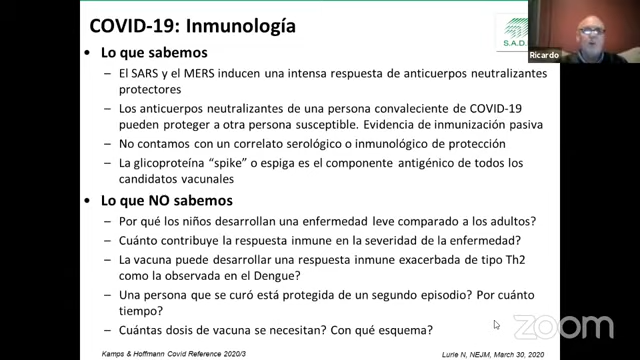 COVID-19: Inmunología
S.A.D.
Ricardo
• Lo que sabemos
– El SARS y el MERS inducen una intensa respuesta de anticuerpos neutralizantes
protectores
– Los anticuerpos neutralizantes de una persona convaleciente de COVID-19
pueden proteger a otra persona susceptible. Evidencia de inmunización pasiva
– No contamos con un correlato serológico o inmunológico de protección
– La glicoproteína “spike” o espiga es el componente antigénico de todos los
candidatos vacunales
• Lo que NO sabemos
– Por qué los niños desarrollan una enfermedad leve comparado a los adultos?
– Cuánto contribuye la respuesta inmune en la severidad de la enfermedad?
– La vacuna puede desarrollar una respuesta inmune exacerbada de tipo Th2
como la observada en el Dengue?
– Una persona que se curó está protegida de un segundo episodio? Por cuánto
tiempo?
– Cuántas dosis de vacuna se necesitan? Con qué esquema?
zoom
Kamps & Hoffmann Covid Reference 2020/3
Lurie N, NEJM, March 30, 2020